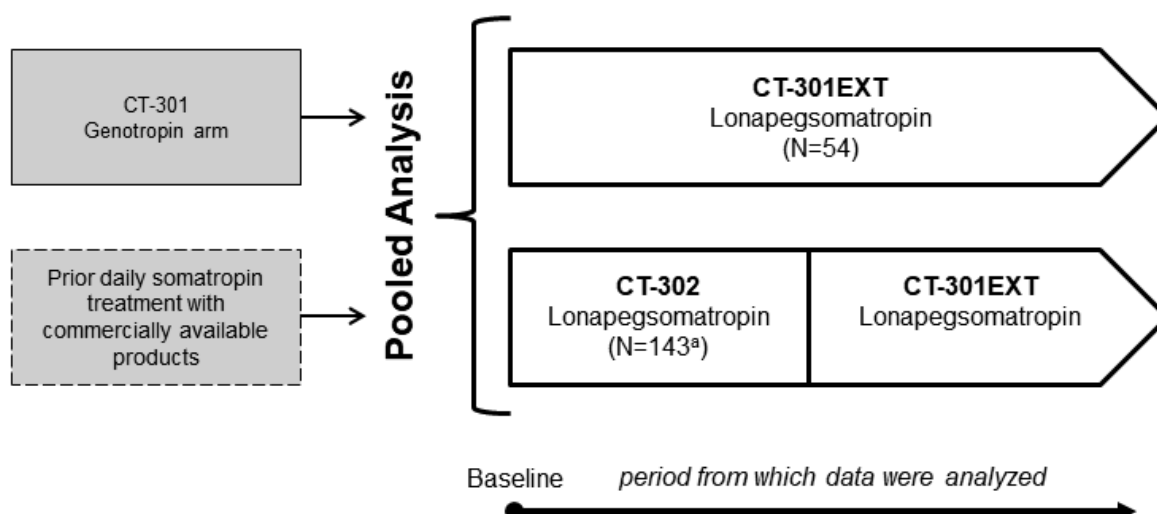 CT-301
Genotropin arm
Prior daily somatropin
treatment with
commercially available
products
Pooled Analysis
CT-301EXT
Lonapegsomatropin
(N=54)
CT-302
Lonapegsomatropin
(N=143ª)
CT-301EXT
Lonapegsomatropin
Baseline
period from which data were analyzed